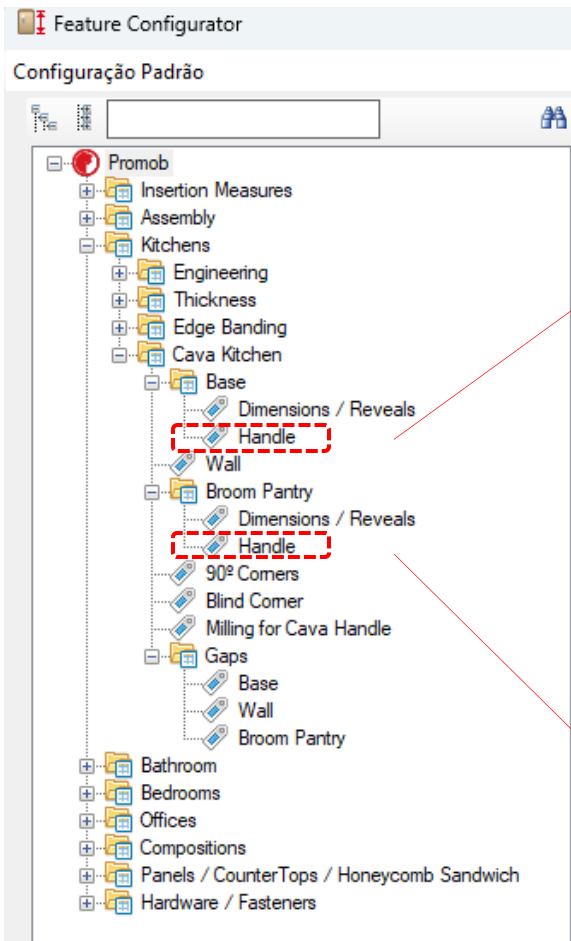 Feature Configurator
Configuração Padrão
Promob
Insertion Measures
Assembly
Kitchens
Engineering
Thickness
Edge Banding
Cava Kitchen
Base
Dimensions / Reveals
Handle
Wall
Broom Pantry
Dimensions / Reveals
Handle
90º Corners
Blind Corner
Milling for Cava Handle
Gaps
Base
Wall
Broom Pantry
Bathroom
Bedrooms
Offices
Compositions
Panels / CounterTops / Honeycomb Sandwich
Hardware / Fasteners